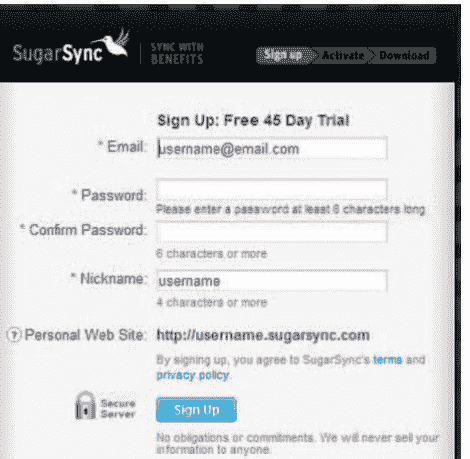 SugarSync
SYNC WITH
BENEFITS
Sign up Activate Download
Sign Up: Free 45 Day Trial
* Email: username@email.com
* Password:
Please enter a password at least 6 characters long
* Confirm Password:
6 characters or more
* Nickname: username
4 characters or more
? Personal Web Site: http://username.sugarsync.com
By signing up, you agree to SugarSync's terms and
privacy policy.
Secure
Server
Sign Up
No obligations or commitments. We will never sell your
information to anyone.